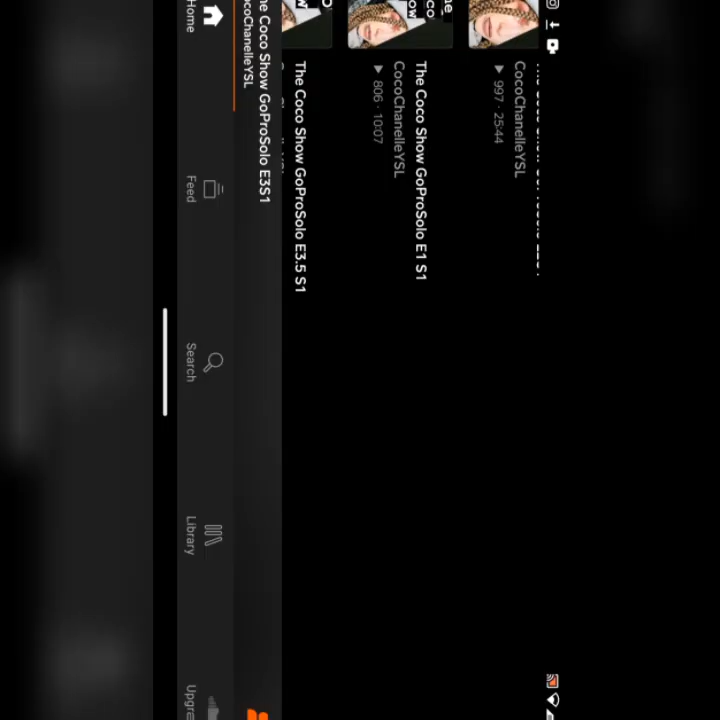 CocoChanelleYSL
997 · 25:44
The Coco Show GoProSolo E1 S1
CocoChanelleYSL
806 · 10:07
The Coco Show GoProSolo E3.5 S1
The Coco Show GoProSolo E3S1
CocoChanelleYSL
Home
Feed
Search
Library